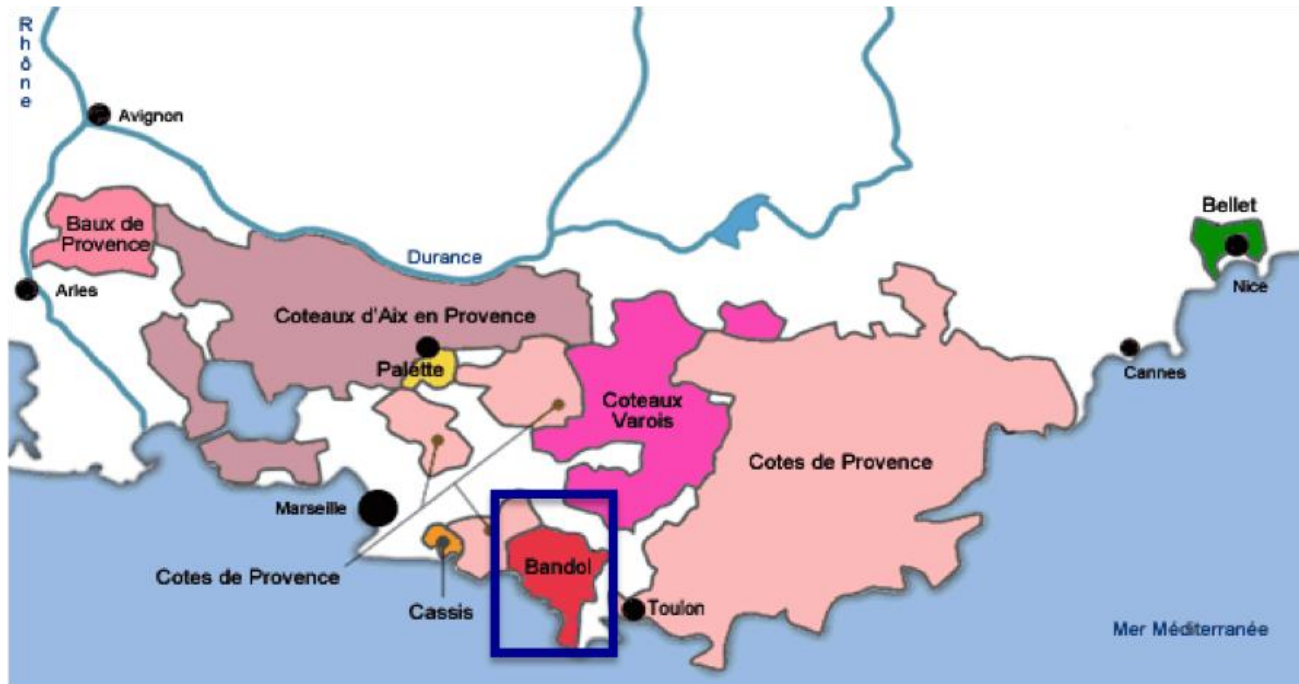 Rhône
Avignon
Baux de
Provence
Arles
Durance
Coteaux d'Aix en Provence
Palétte
Bellet
Nice
Cannes
Coteaux
Varois
Cotes de Provence
Marseille
Cotes de Provence
Cassis
Bandol
Toulon
Mer Méditerranée